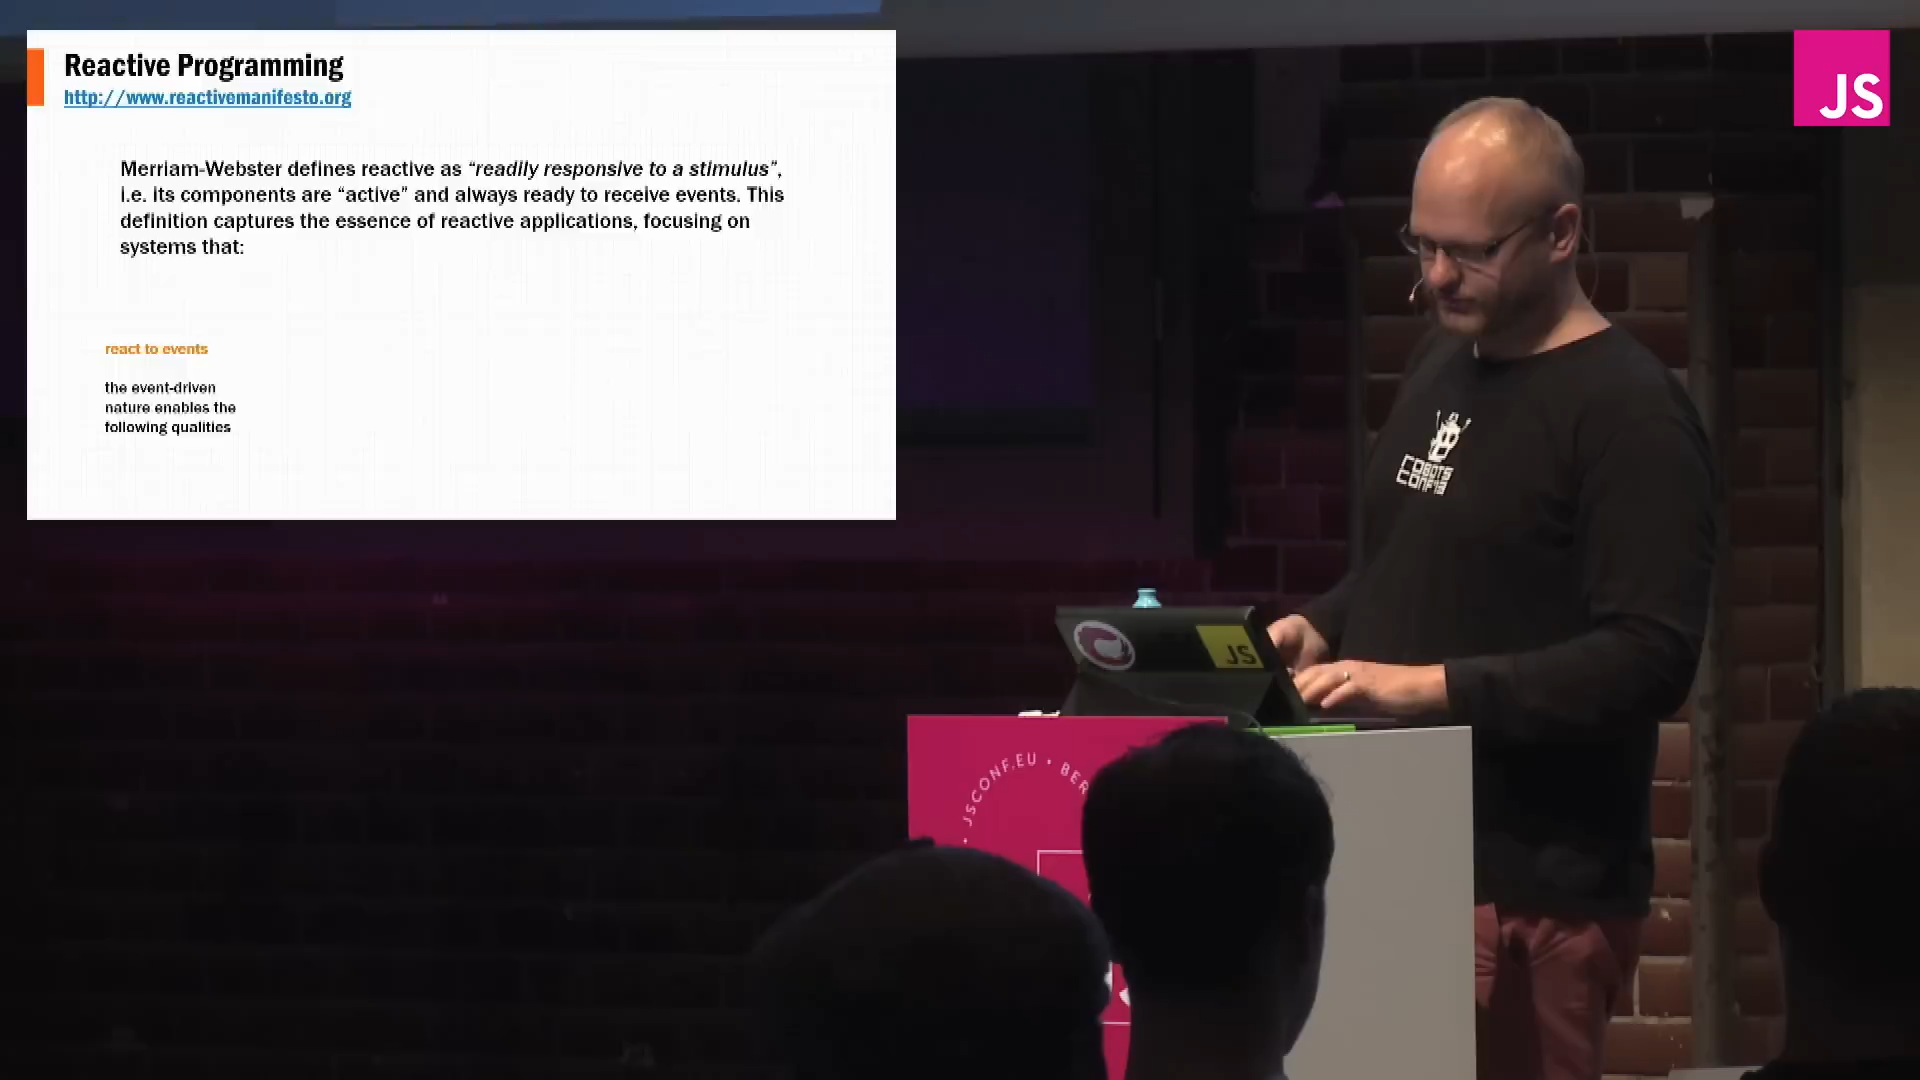 Reactive Programming
http://www.reactivemanifesto.org
Merriam-Webster defines reactive as “readily responsive to a stimulus”,
i.e. its components are “active” and always ready to receive events. This
definition captures the essence of reactive applications, focusing on
systems that:
react to events
the event-driven
nature enables the
following qualities
JS
ROBOTS
CONF13
JS
• JSCONF.EU • BER